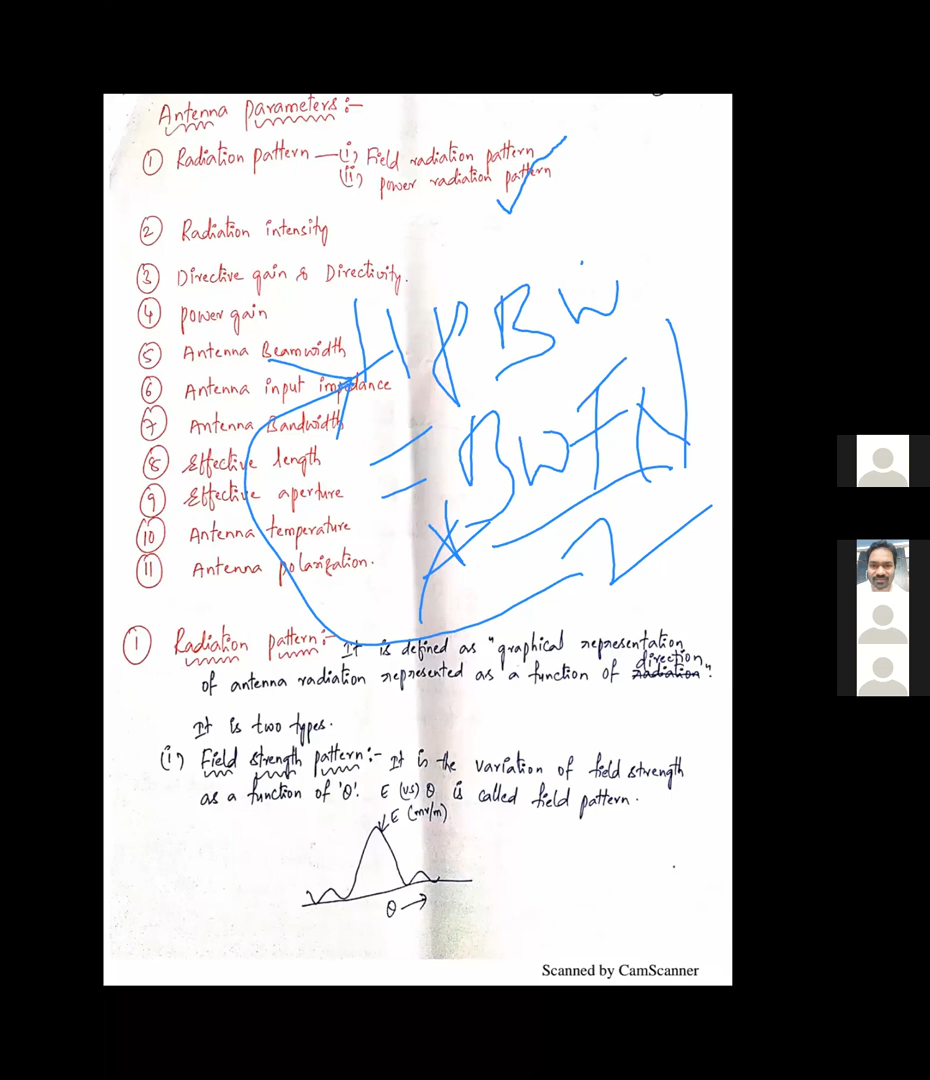 Antenna parameters:-
① Radiation pattern — (i) Field radiation pattern
(ii) power radiation pattern
② Radiation intensity
③ Directive gain & Directivity.
④ power gain
⑤ Antenna Beamwidth
⑥ Antenna input impedance
⑦ Antenna Bandwidth
⑧ Effective length
⑨ Effective aperture
⑩ Antenna temperature
⑪ Antenna polarization.
HPBW
= BWFN
2
① Radiation pattern:- It is defined as "graphical representation
of antenna radiation represented as a function of radiation direction".
It is two types.
(i) Field strength pattern:- It is the variation of field strength
as a function of 'θ'. E (vs) θ is called field pattern.
E (mv/m)
θ →
Scanned by CamScanner